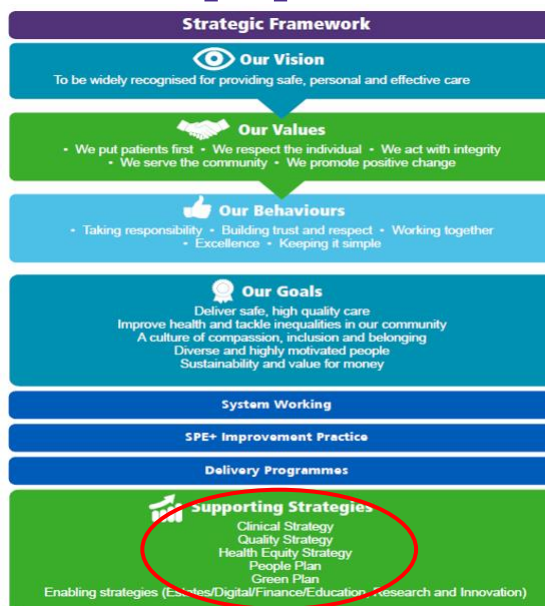 Strategic Framework
Our Vision
To be widely recognised for providing safe, personal and effective care
Our Values
• We put patients first • We respect the individual • We act with integrity
• We serve the community • We promote positive change
Our Behaviours
• Taking responsibility • Building trust and respect • Working together
• Excellence • Keeping it simple
Our Goals
Deliver safe, high quality care
Improve health and tackle inequalities in our community
A culture of compassion, inclusion and belonging
Diverse and highly motivated people
Sustainability and value for money
System Working
SPE+ Improvement Practice
Delivery Programmes
Supporting Strategies
Clinical Strategy
Quality Strategy
Health Equity Strategy
People Plan
Green Plan
Enabling strategies (Estates/Digital/Finance/Education, Research and Innovation)